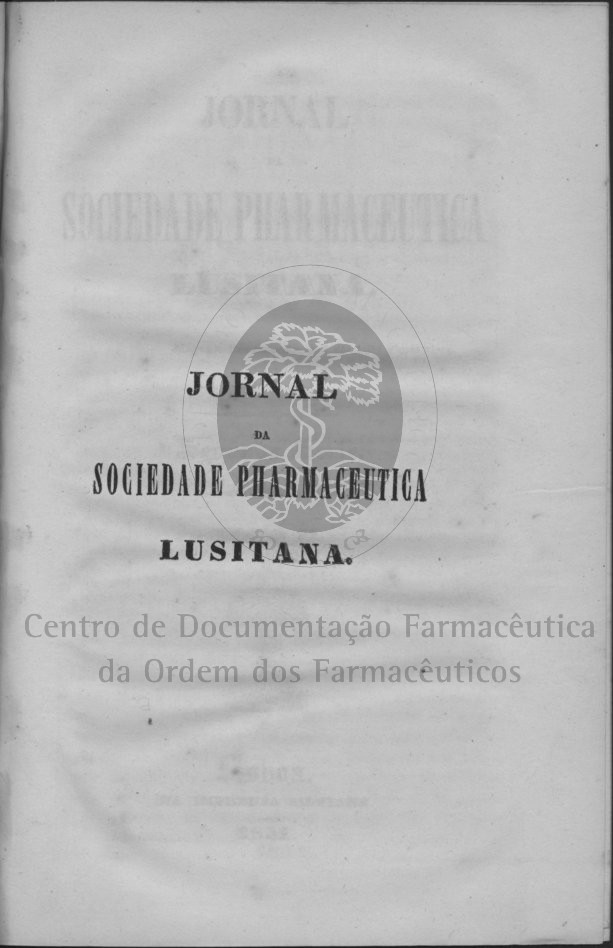 JORNAL
DA
SOCIEDADE PHARMACEUTICA
LUSITANA.
Centro de Documentação Farmacêutica
da Ordem dos Farmacêuticos